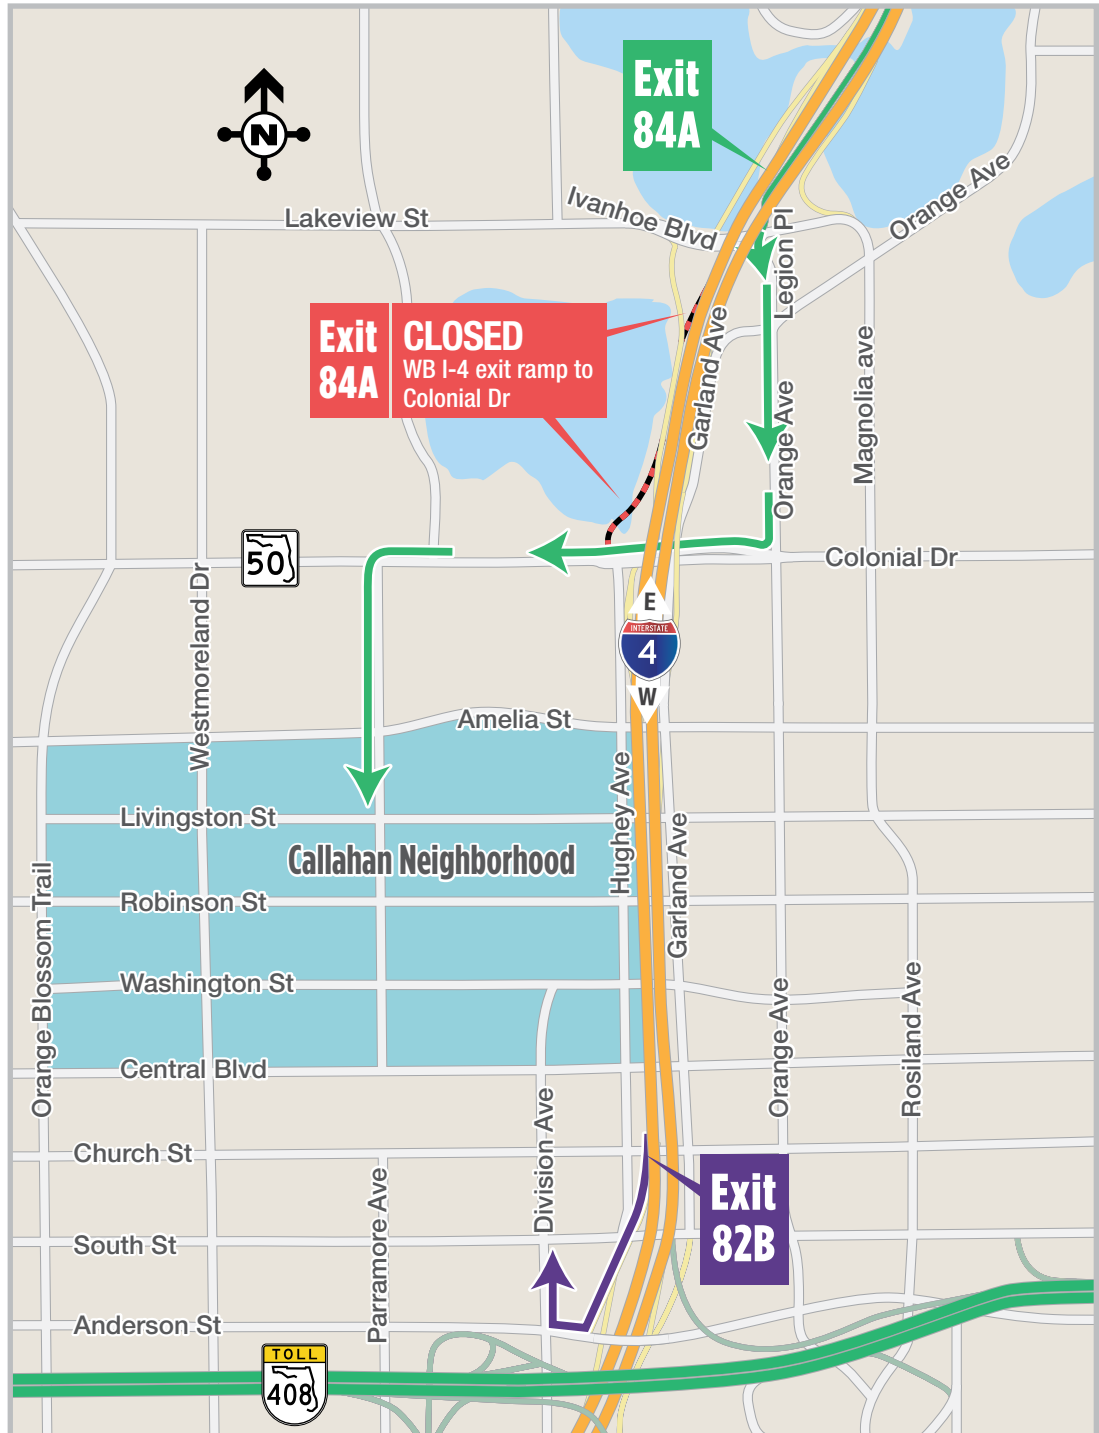 Exit
84A
N
Lakeview St
Ivanhoe Blvd
Orange Ave
Legion Pl
Exit
84A
CLOSED
WB I-4 exit ramp to
Colonial Dr
Garland Ave
Magnolia ave
Orange Ave
50
Colonial Dr
Westmoreland Dr
E
INTERSTATE
4
W
Amelia St
Hughey Ave
Livingston St
Garland Ave
Callahan Neighborhood
Orange Blossom Trail
Robinson St
Washington St
Orange Ave
Rosiland Ave
Central Blvd
Division Ave
Church St
Parramore Ave
Exit
82B
South St
Anderson St
TOLL
408